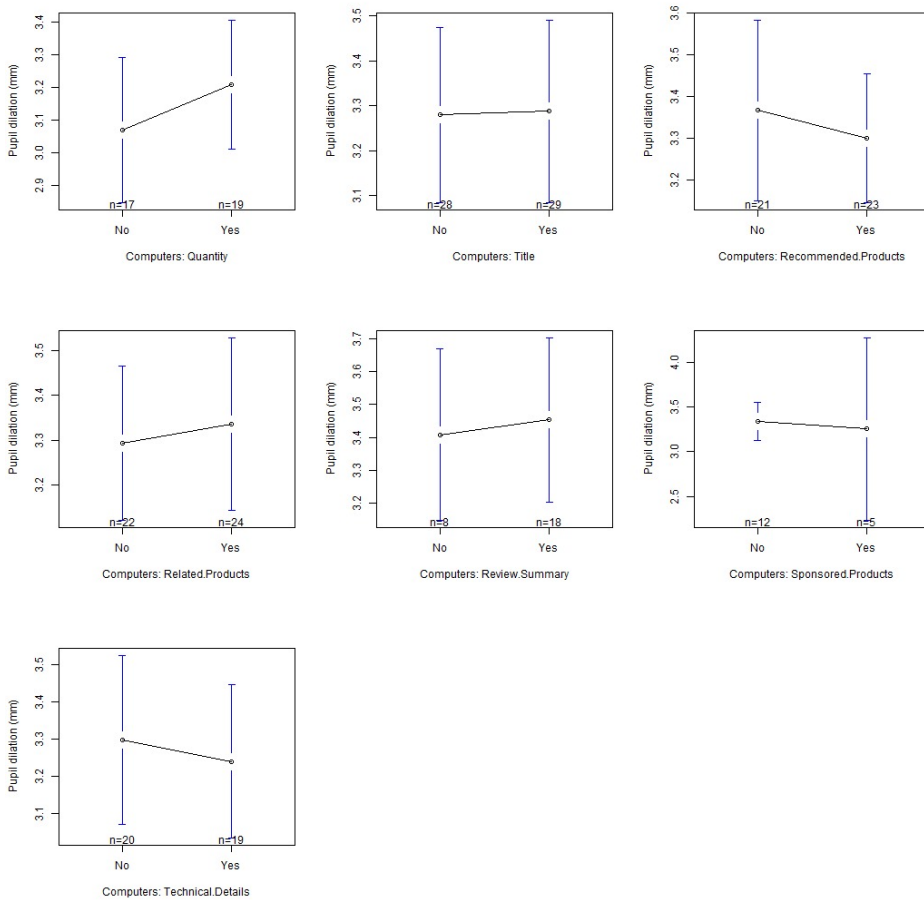 Pupil dilation (mm)
3.4
3.3
3.2
3.1
3.0
2.9
n=17
n=19
No
Yes
Computers: Quantity
Pupil dilation (mm)
3.5
3.4
3.3
3.2
3.1
n=28
n=29
No
Yes
Computers: Title
Pupil dilation (mm)
3.6
3.5
3.4
3.3
3.2
n=21
n=23
No
Yes
Computers: Recommended.Products
Pupil dilation (mm)
3.5
3.4
3.3
3.2
n=22
n=24
No
Yes
Computers: Related.Products
Pupil dilation (mm)
3.7
3.6
3.5
3.4
3.3
3.2
n=8
n=18
No
Yes
Computers: Review.Summary
Pupil dilation (mm)
4.0
3.5
3.0
2.5
n=12
n=5
No
Yes
Computers: Sponsored.Products
Pupil dilation (mm)
3.5
3.4
3.3
3.2
3.1
n=20
n=19
No
Yes
Computers: Technical.Details